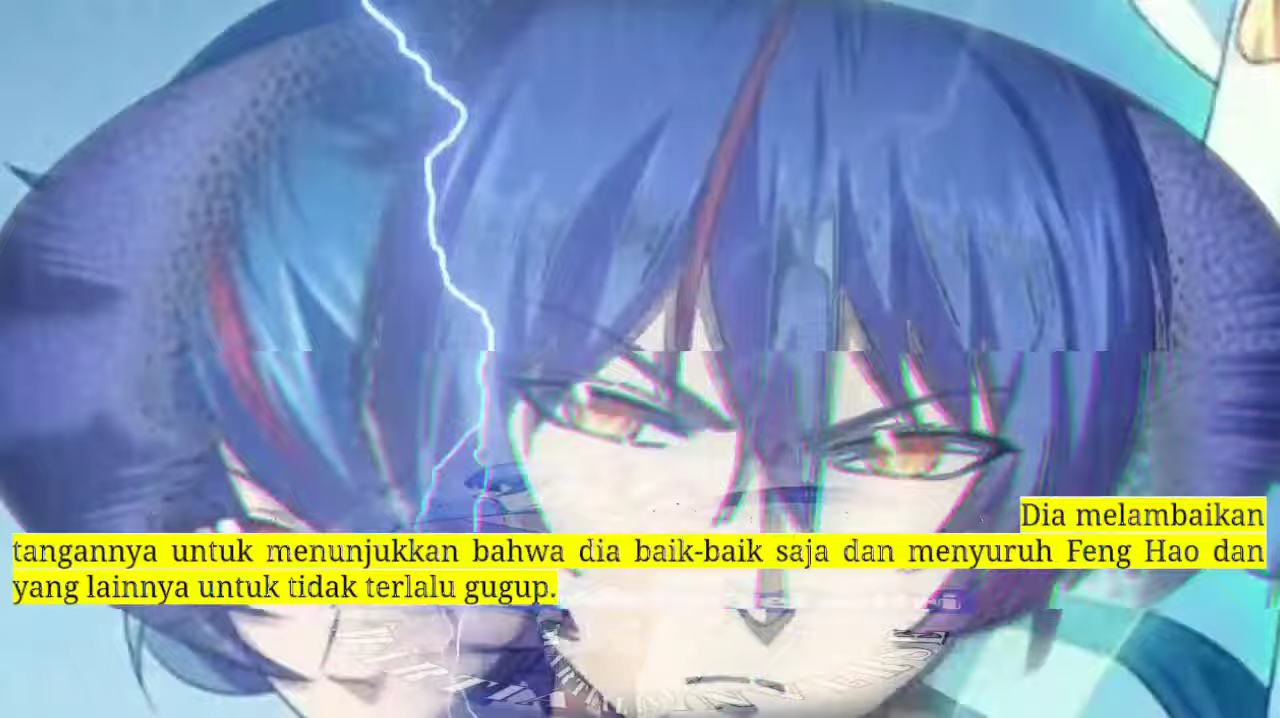 Dia melambaikan
tangannya untuk menunjukkan bahwa dia baik-baik saja dan menyuruh Feng Hao dan
yang lainnya untuk tidak terlalu gugup.